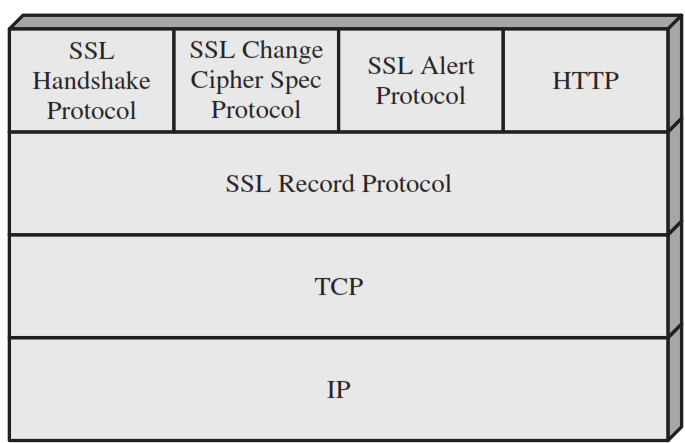 SSL
Handshake
Protocol
SSL Change
Cipher Spec
Protocol
SSL Alert
Protocol
HTTP
SSL Record Protocol
TCP
IP